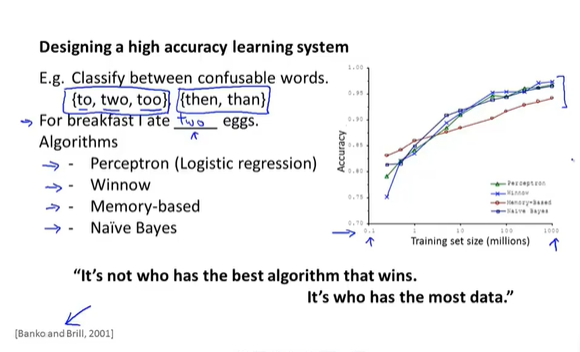 Designing a high accuracy learning system
E.g. Classify between confusable words.
{to, two, too} {then, than}
For breakfast I ate two eggs.
Algorithms
- Perceptron (Logistic regression)
- Winnow
- Memory-based
- Naïve Bayes
1.00
0.95
0.90
0.85
0.80
0.75
0.70
Accuracy
0.1 1 10 100 1000
Training set size (millions)
Perceptron
Winnow
Memory-Based
Naive Bayes
“It’s not who has the best algorithm that wins.
It’s who has the most data.”
[Banko and Brill, 2001]